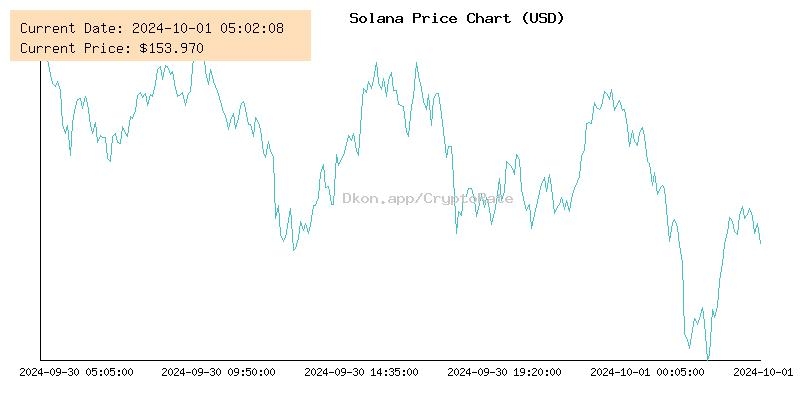 Solana Price Chart (USD)
Current Date: 2024-10-01 05:02:08
Current Price: $153.970
Dkon.app/CryptoRate
2024-09-30 05:05:00
2024-09-30 09:50:00
2024-09-30 14:35:00
2024-09-30 19:20:00
2024-10-01 00:05:00
2024-10-01